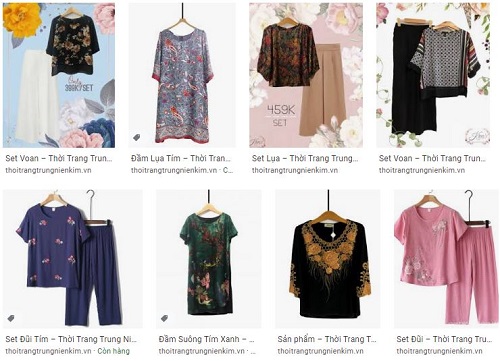 Only
399K/SET
459K
SET
Set Voan – Thời Trang Trun...
thoitrangtrungnienkim.vn
Đầm Lụa Tím – Thời Tran...
thoitrangtrungnienkim.vn · C...
Set Lụa – Thời Trang Trung...
thoitrangtrungnienkim.vn
Set Voan – Thời Trang Trun...
thoitrangtrungnienkim.vn
Set Đũi Tím – Thời Trang Trung Ni...
thoitrangtrungnienkim.vn · Còn hàng
Đầm Suông Tím Xanh – ...
thoitrangtrungnienkim.vn · ...
Sản phẩm – Thời Trang T...
thoitrangtrungnienkim.vn
Set Đũi – Thời Trang Trung...
thoitrangtrungnienkim.vn